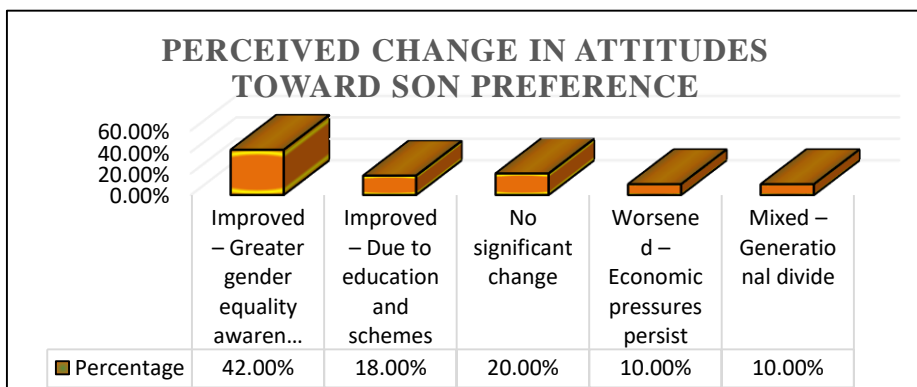 PERCEIVED CHANGE IN ATTITUDES
TOWARD SON PREFERENCE
60.00%
40.00%
20.00%
0.00%
Improved
– Greater
gender
equality
awaren…
Improved
– Due to
education
and
schemes
No
significant
change
Worsene
d –
Economic
pressures
persist
Mixed –
Generatio
nal divide
Percentage 42.00% 18.00% 20.00% 10.00% 10.00%